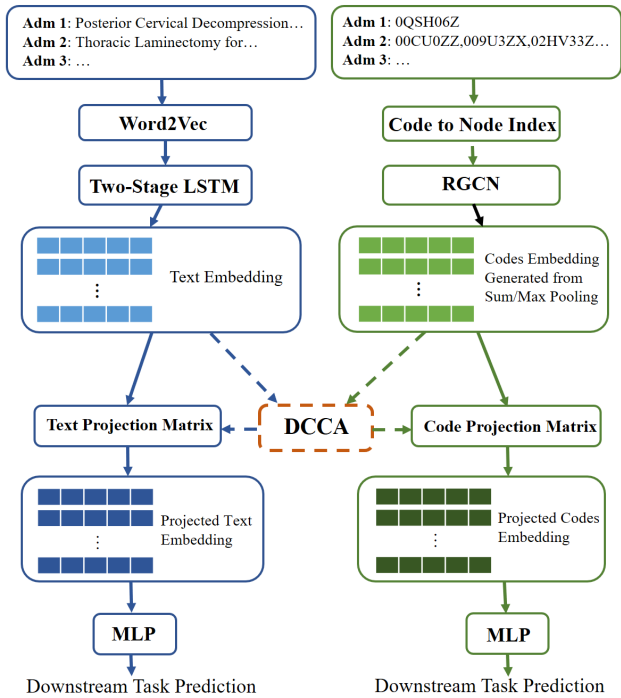 Adm 1: Posterior Cervical Decompression…
Adm 2: Thoracic Laminectomy for…
Adm 3: …
Adm 1: 0QSH06Z
Adm 2: 00CU0ZZ,009U3ZX,02HV33Z…
Adm 3: …
Word2Vec
Code to Node Index
Two-Stage LSTM
RGCN
Text Embedding
Codes Embedding
Generated from
Sum/Max Pooling
Text Projection Matrix
DCCA
Code Projection Matrix
Projected Text
Embedding
Projected Codes
Embedding
MLP
MLP
Downstream Task Prediction
Downstream Task Prediction